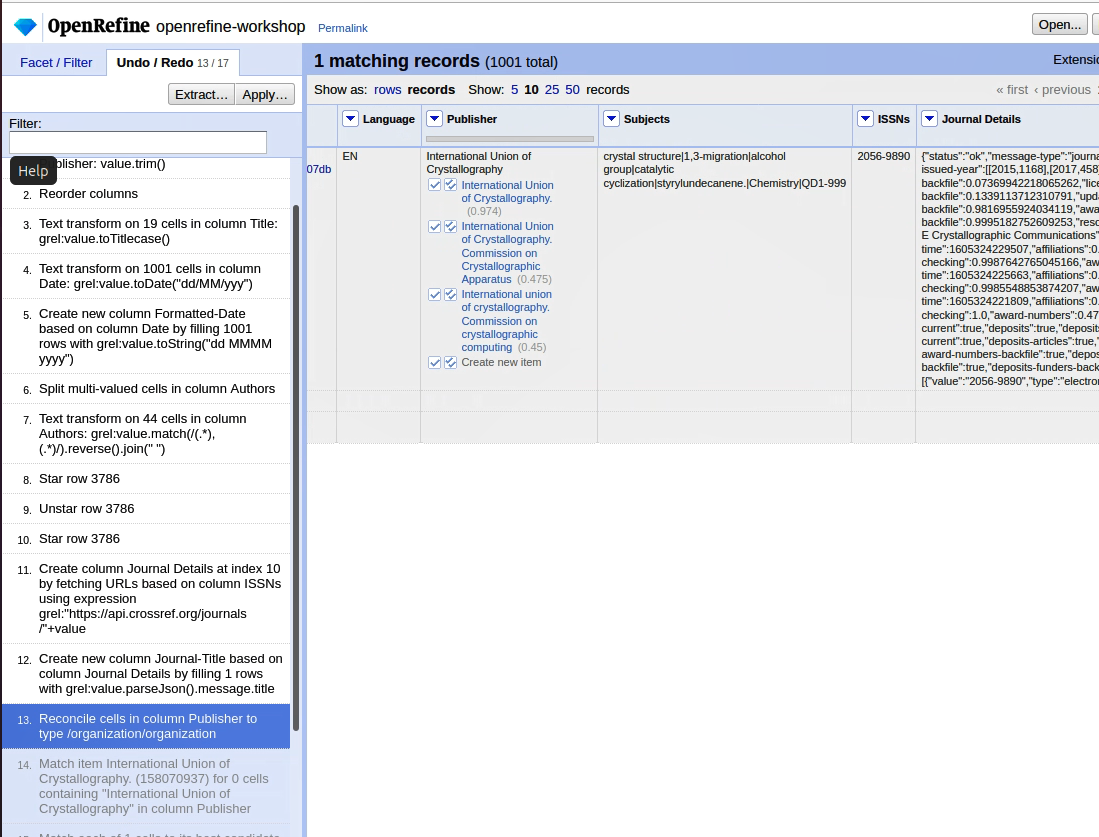 OpenRefine openrefine-workshop Permalink
Open...
Facet / Filter Undo / Redo 13 / 17
1 matching records (1001 total)
Extensio
Extract... Apply...
Show as: rows records Show: 5 10 25 50 records
« first ‹ previous
Filter:
Language Publisher Subjects ISSNs Journal Details
Help
blisher: value.trim()
2. Reorder columns
3. Text transform on 19 cells in column Title:
grel:value.toTitlecase()
4. Text transform on 1001 cells in column
Date: grel:value.toDate("dd/MM/yyy")
5. Create new column Formatted-Date
based on column Date by filling 1001
rows with grel:value.toString("dd MMMM
yyyy")
6. Split multi-valued cells in column Authors
7. Text transform on 44 cells in column
Authors: grel:value.match(/(.*),
(.*)/).reverse().join(" ")
8. Star row 3786
9. Unstar row 3786
10. Star row 3786
11. Create column Journal Details at index 10
by fetching URLs based on column ISSNs
using expression
grel:"https://api.crossref.org/journals
/"+value
12. Create new column Journal-Title based on
column Journal Details by filling 1 rows
with grel:value.parseJson().message.title
13. Reconcile cells in column Publisher to
type /organization/organization
14. Match item International Union of
Crystallography. (158070937) for 0 cells
containing "International Union of
Crystallography" in column Publisher
Match each of 1 cells to its best candidate
07db
EN
International Union of
Crystallography
International Union
of Crystallography.
(0.974)
International Union
of Crystallography.
Commission on
Crystallographic
Apparatus (0.475)
International union
of crystallography.
Commission on
crystallographic
computing (0.45)
Create new item
crystal structure|1,3-migration|alcohol
group|catalytic
cyclization|styrylundecanene.|Chemistry|QD1-999
2056-9890
{"status":"ok","message-type":"journa
issued-year":[[2015,1168],[2017,458]
backfile":0.07369942218065262,"lice
backfile":0.1339113712310791,"upda
backfile":0.9816955924034119,"awa
backfile":0.9995182752609253,"reso
E Crystallographic Communications"
time":1605324229507,"affiliations":0.
checking":0.9987642765045166,"aw
time":1605324225663,"affiliations":0.
checking":0.9985548853874207,"aw
time":1605324221809,"affiliations":0.
checking":1.0,"award-numbers":0.47
current":true,"deposits":true,"deposits
current":true,"deposits-articles":true,"
award-numbers-backfile":true,"depos
backfile":true,"deposits-funders-back
[{"value":"2056-9890","type":"electron